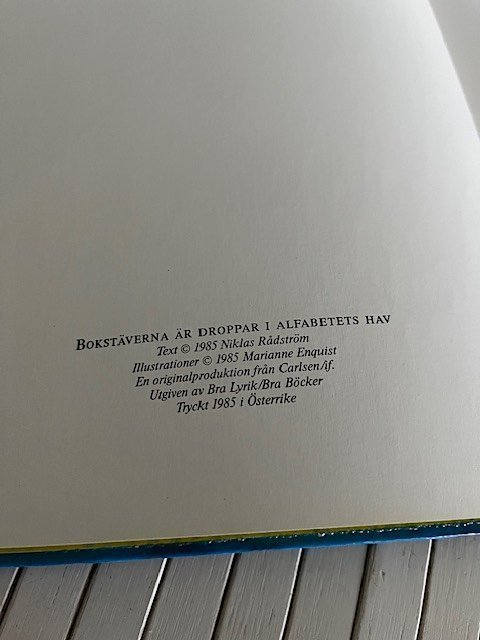 BOKSTÄVERNA ÄR DROPPAR I ALFABETETS HAV
Text © 1985 Niklas Rådström
Illustrationer © 1985 Marianne Enquist
En originalproduktion från Carlsen/if.
Utgiven av Bra Lyrik/Bra Böcker
Tryckt 1985 i Österrike